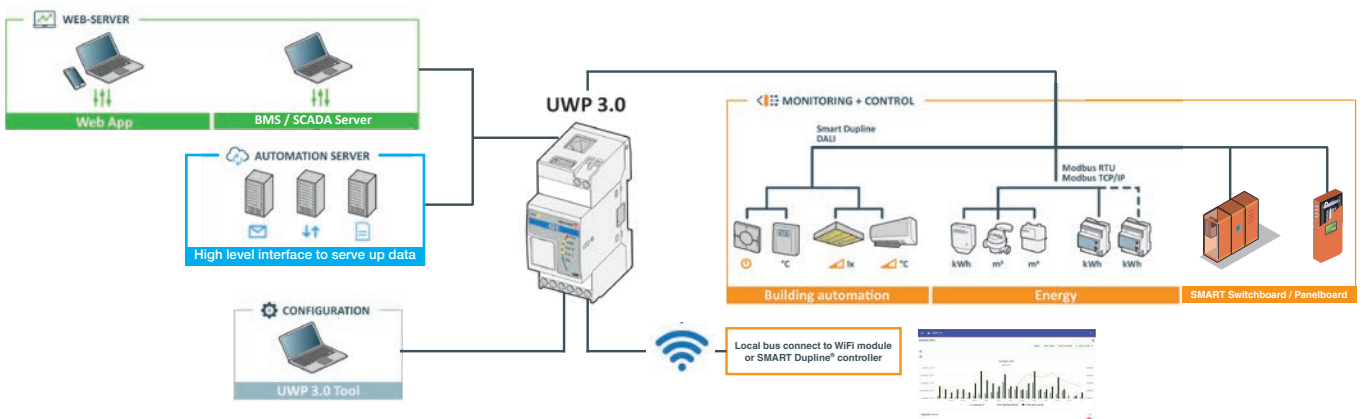 WEB-SERVER
Web App
BMS / SCADA Server
AUTOMATION SERVER
High level interface to serve up data
CONFIGURATION
UWP 3.0 Tool
UWP 3.0
Local bus connect to WiFi module
or SMART Dupline® controller
MONITORING + CONTROL
Smart Dupline
DALI
Modbus RTU
Modbus TCP/IP
°C
lx
°C
kWh
m³
m³
kWh
kWh
Building automation
Energy
SMART Switchboard / Panelboard